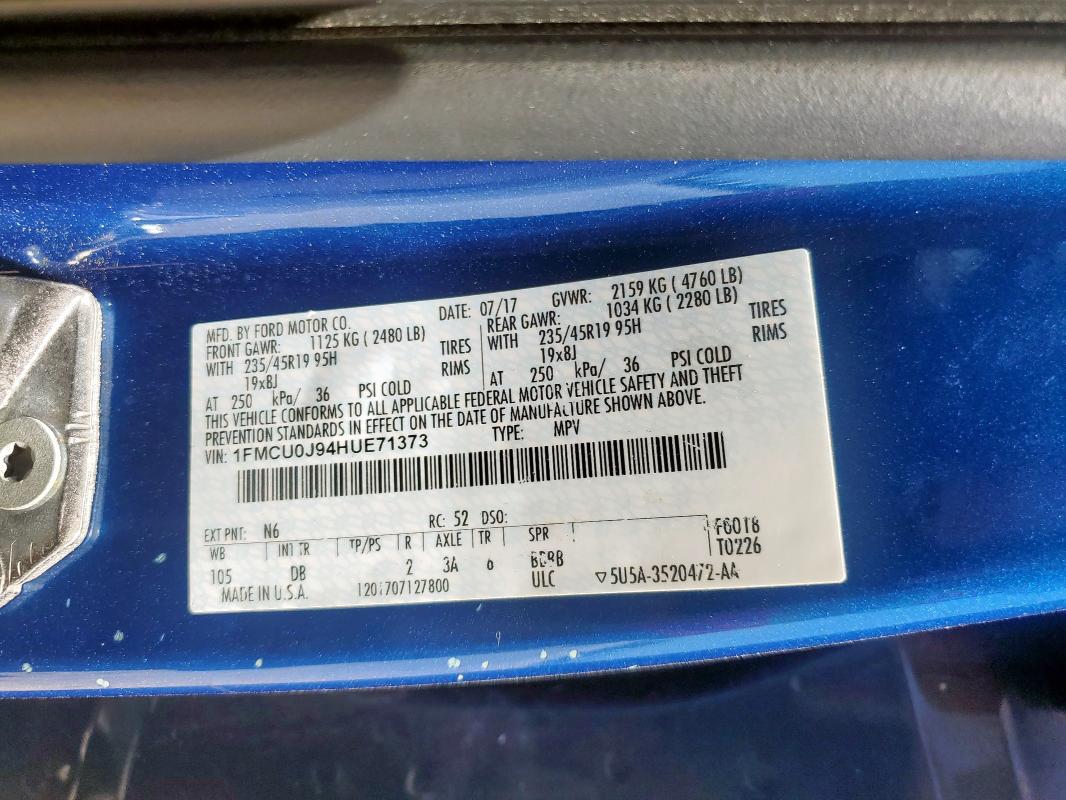 MFD. BY FORD MOTOR CO. DATE: 07/17 GVWR: 2159 KG ( 4760 LB)
FRONT GAWR: 1125 KG ( 2480 LB) REAR GAWR: 1034 KG ( 2280 LB)
WITH 235/45R19 95H TIRES WITH 235/45R19 95H TIRES
19x8J RIMS 19x8J RIMS
AT 250 kPa/ 36 PSI COLD AT 250 kPa/ 36 PSI COLD
THIS VEHICLE CONFORMS TO ALL APPLICABLE FEDERAL MOTOR VEHICLE SAFETY AND THEFT
PREVENTION STANDARDS IN EFFECT ON THE DATE OF MANUFACTURE SHOWN ABOVE.
VIN: 1FMCU0J94HUE71373 TYPE: MPV
EXT PNT: N6 RC: 52 DSO:
WB INT TR TP/PS R AXLE TR SPR
105 DB 2 3A
T0226
MADE IN U.S.A. 1201707127800 ULC ▽5U5A-3520472-AA